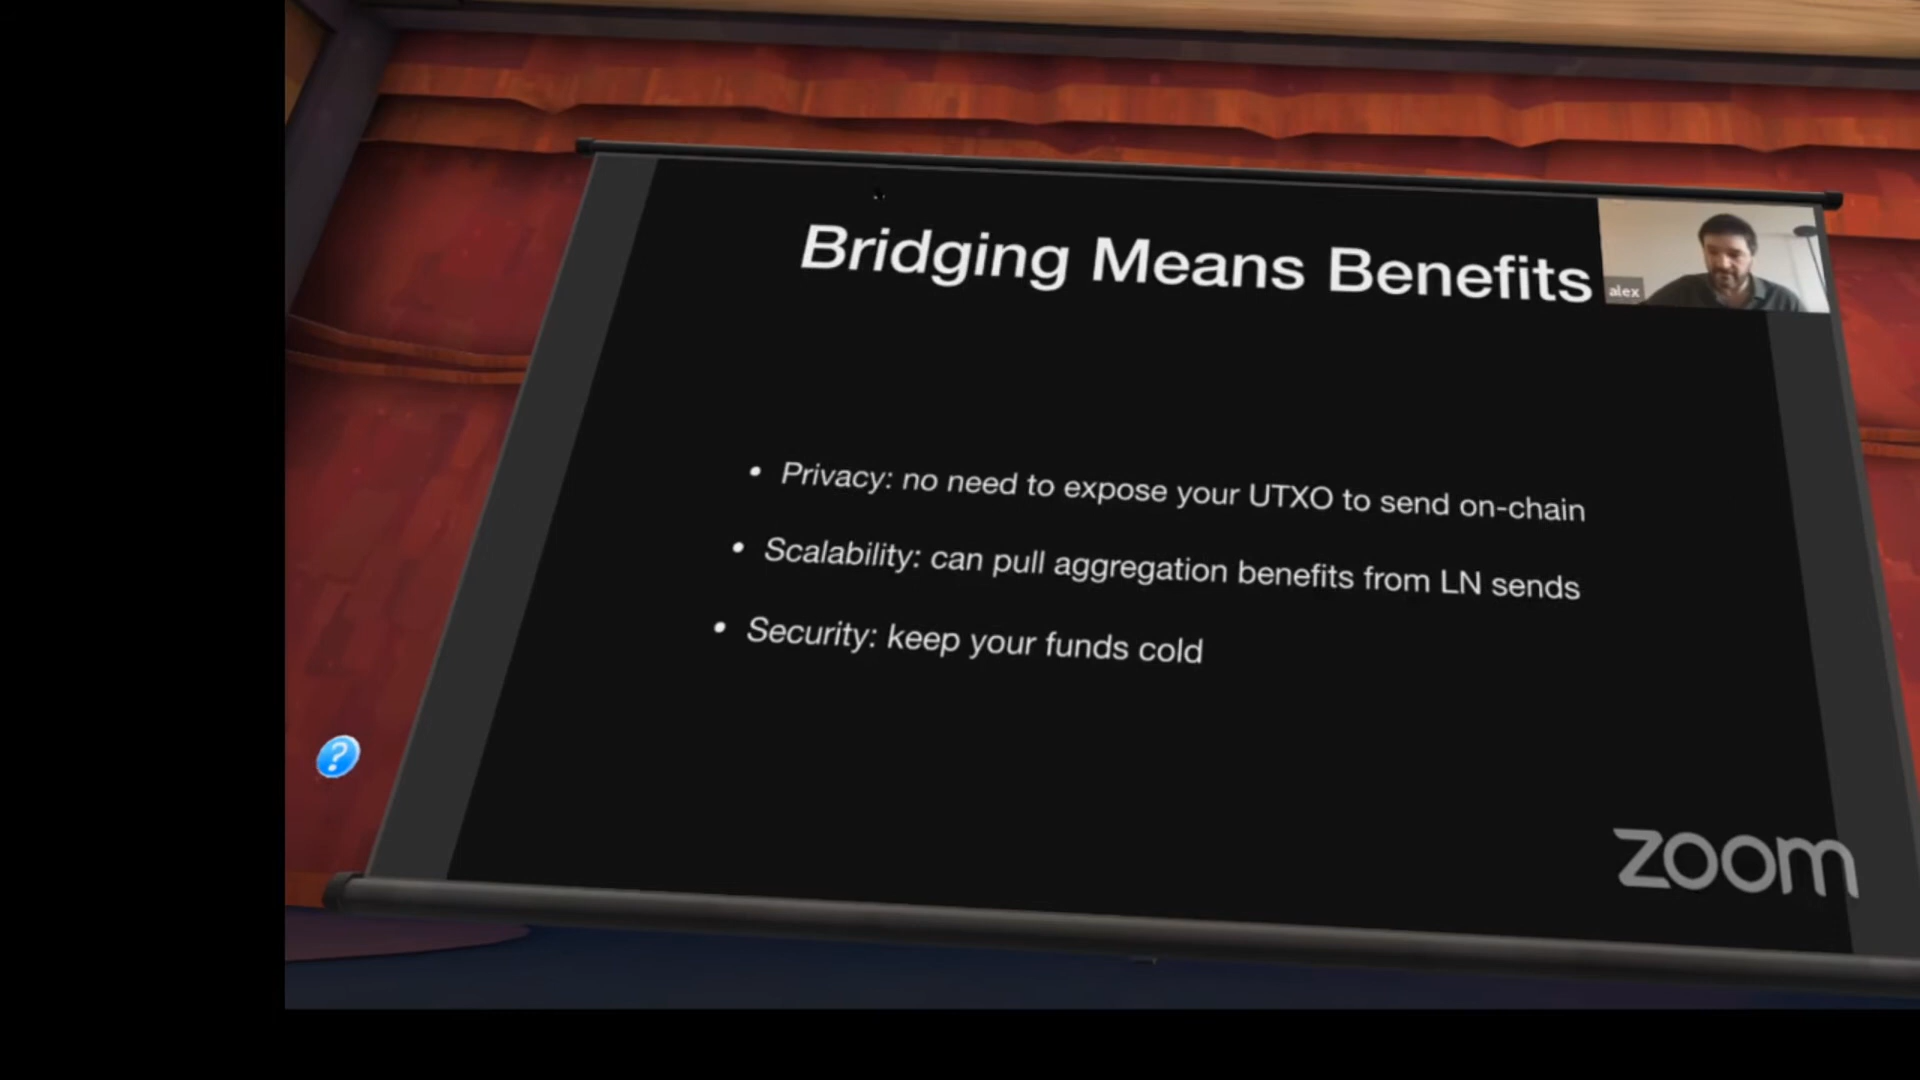 Bridging Means Benefits
alex
• Privacy: no need to expose your UTXO to send on-chain
• Scalability: can pull aggregation benefits from LN sends
• Security: keep your funds cold
?
zoom